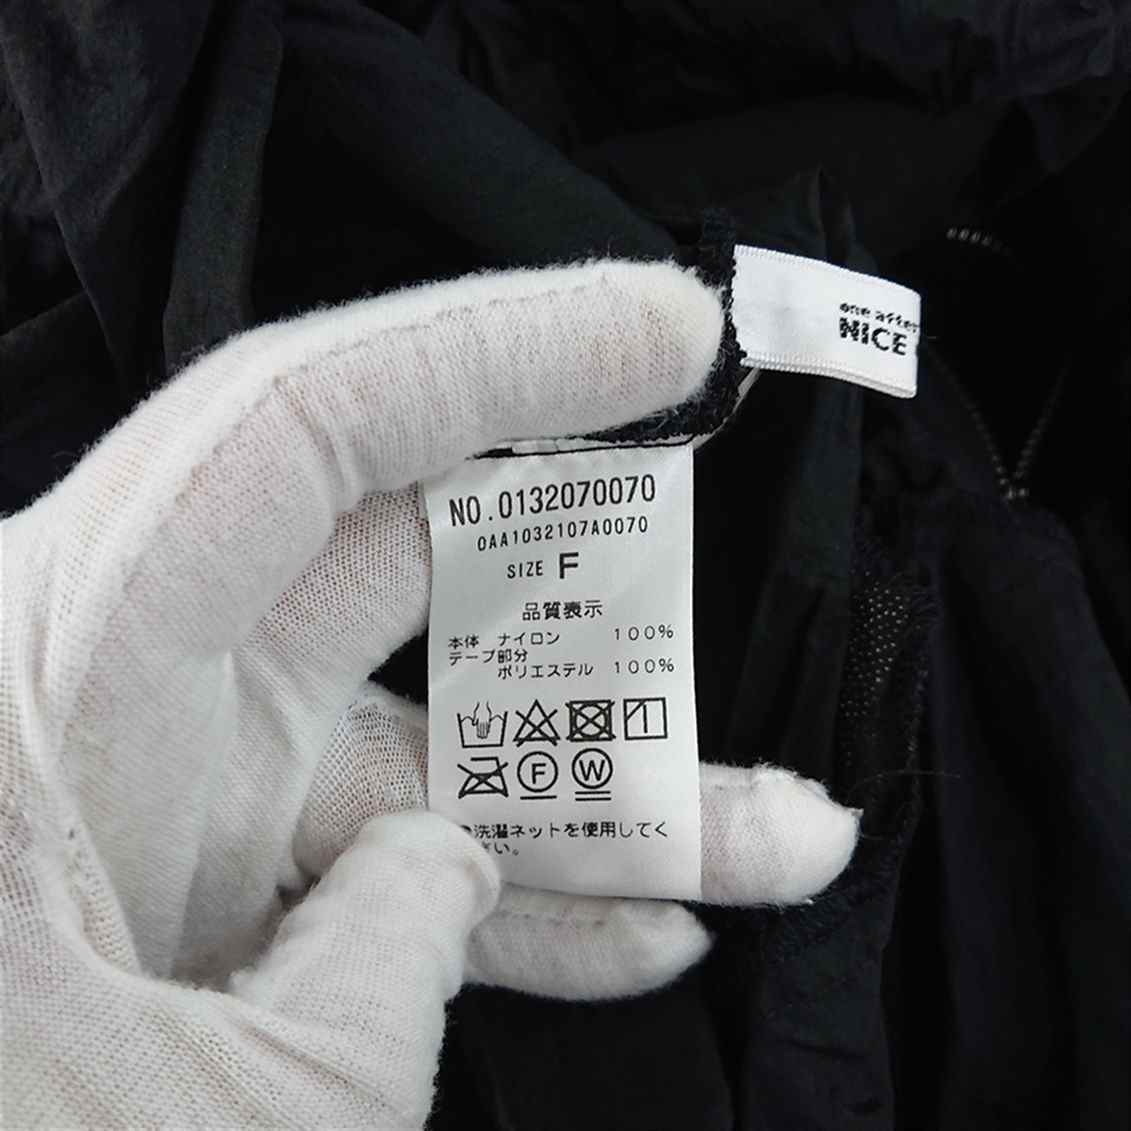 one after
NICE
NO.0132070070
0AA1032107A0070
SIZE F
品質表示
本体 ナイロン 100%
テープ部分
ポリエステル 100%
F W
洗濯ネットを使用してく
さい。